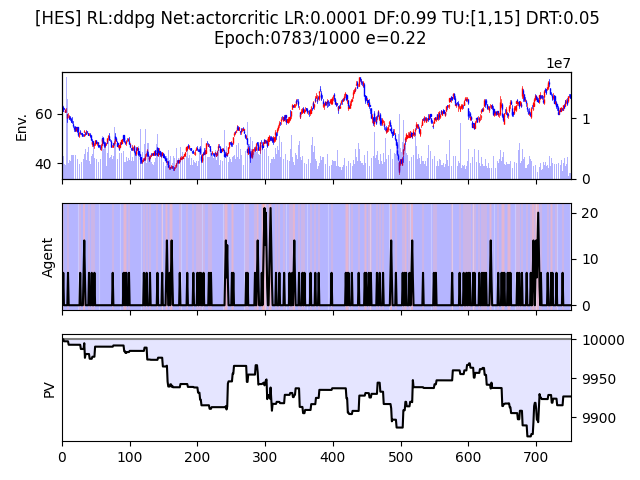 [HES] RL:ddpg Net:actorcritic LR:0.0001 DF:0.99 TU:[1,15] DRT:0.05
Epoch:0783/1000 e=0.22
1e7
Env.
60
40
1
0
Agent
20
10
0
PV
10000
9950
9900
0 100 200 300 400 500 600 700